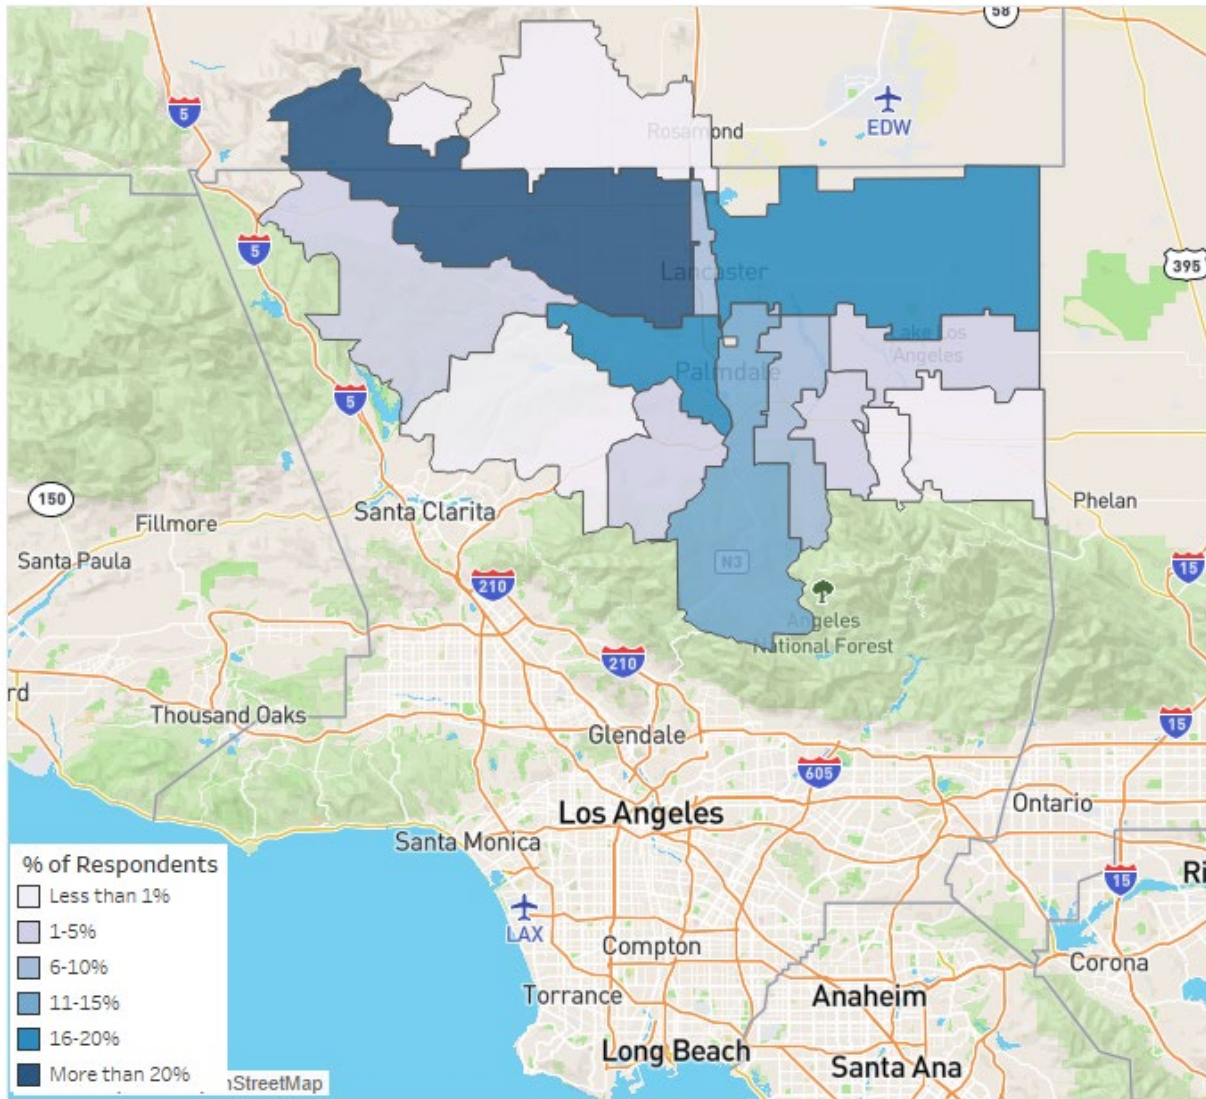 58
5
Rosamond
EDW
5
395
Lancaster
Lake Los
Angeles
Palmdale
5
150
Fillmore
Santa Clarita
Phelan
Santa Paula
N3
15
210
Angeles
National Forest
210
rd
Thousand Oaks
15
Glendale
605
Ontario
Los Angeles
Santa Monica
% of Respondents
Less than 1%
1-5%
6-10%
11-15%
16-20%
More than 20%
nStreetMap
15
Ri
LAX
Compton
Corona
Torrance
Anaheim
Long Beach
Santa Ana